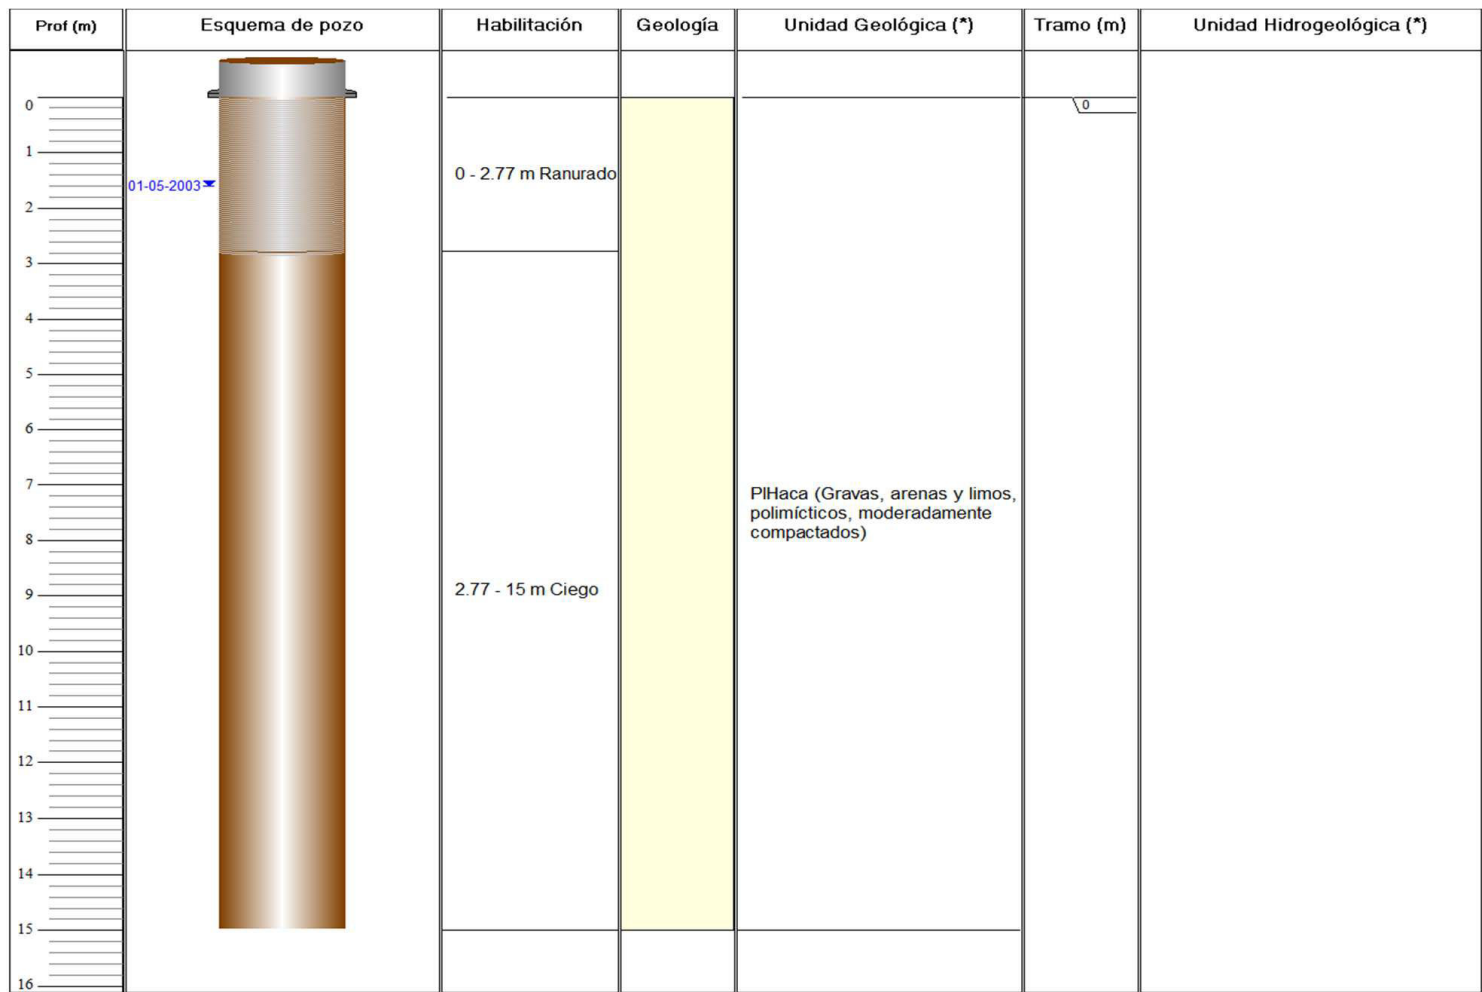 Prof (m)
Esquema de pozo
Habilitación
Geología
Unidad Geológica (*)
Tramo (m)
Unidad Hidrogeológica (*)
0
0
1
0 - 2.77 m Ranurado
01-05-2003
2
3
4
5
6
7
PlHaca (Gravas, arenas y limos,
polimícticos, moderadamente
compactados)
8
9
2.77 - 15 m Ciego
10
11
12
13
14
15
16